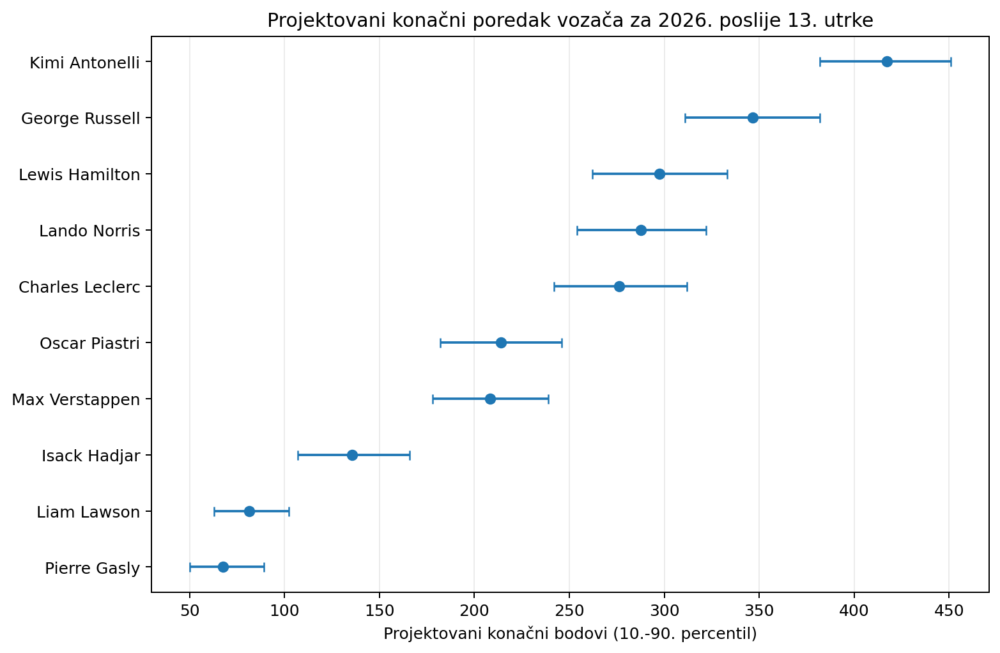 Projektovani konačni poredak vozača za 2026. poslije 13. utrke
Kimi Antonelli
George Russell
Lewis Hamilton
Lando Norris
Charles Leclerc
Oscar Piastri
Max Verstappen
Isack Hadjar
Liam Lawson
Pierre Gasly
50 100 150 200 250 300 350 400 450
Projektovani konačni bodovi (10.-90. percentil)